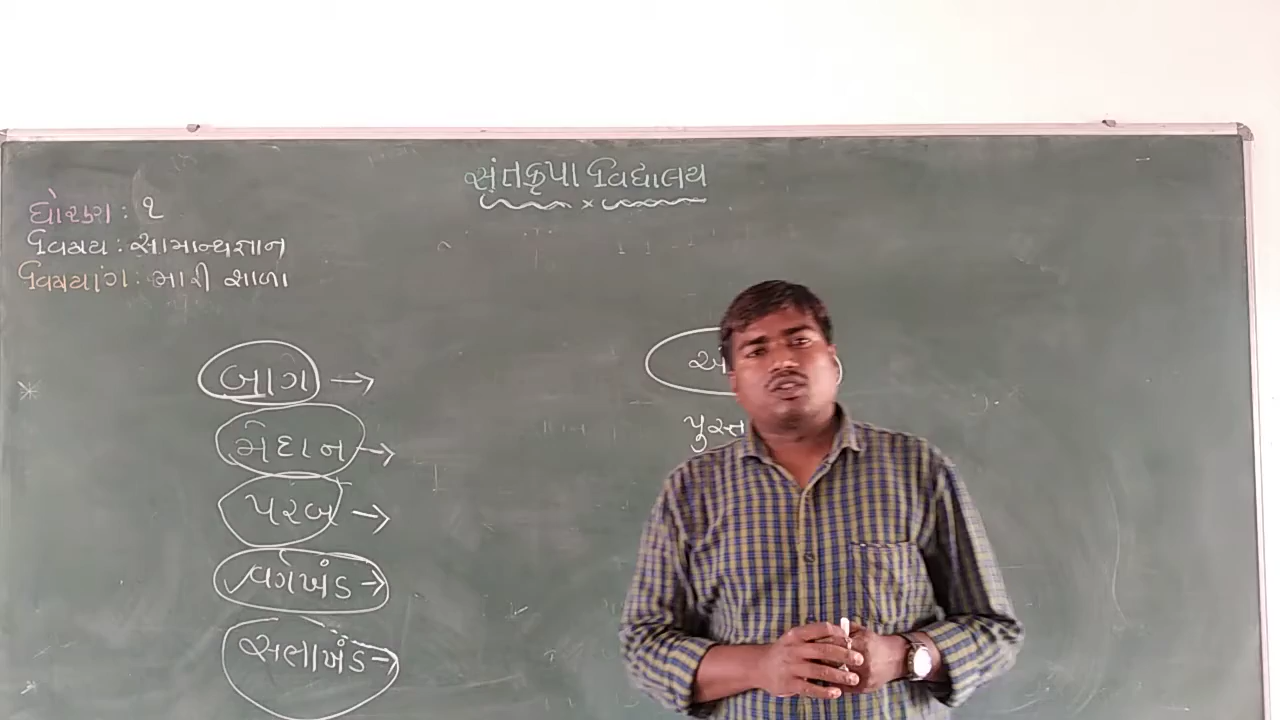 સંતકૃપા વિદ્યાલય
ધોરણ : ૧
વિષય : સામાન્યજ્ઞાન
વિષયાંગ : મારી શાળા
બાગ →
મેદાન →
પરબ →
વર્ગખંડ →
સભાખંડ →